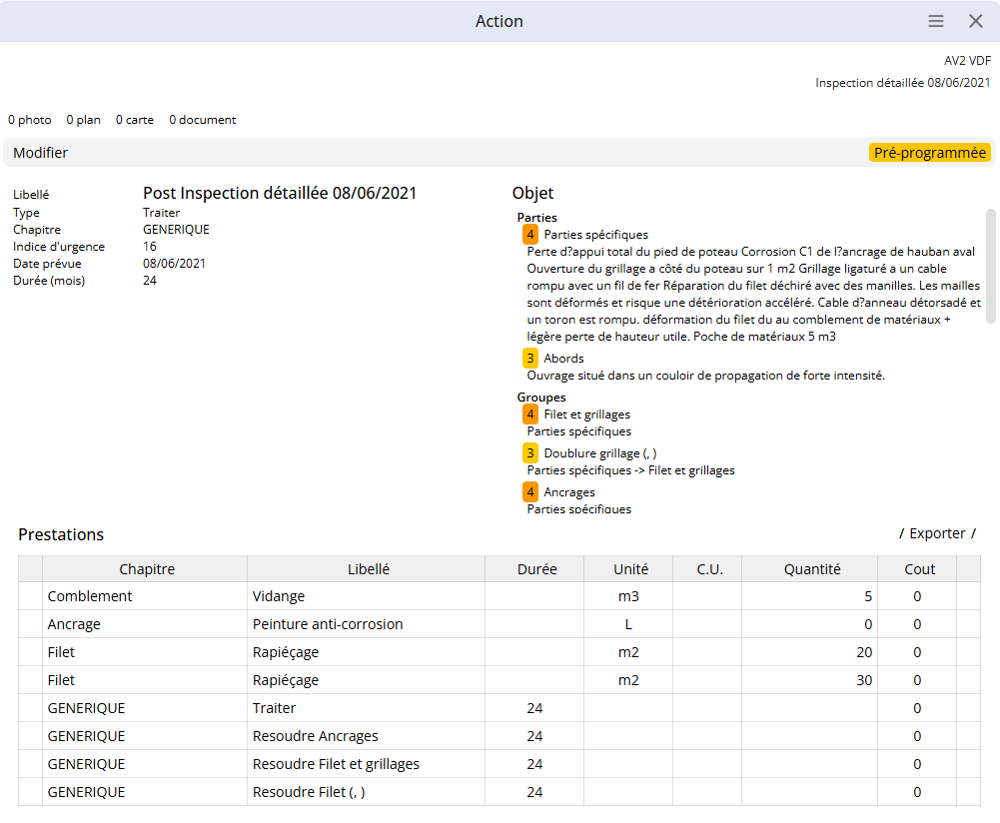 Action
AV2 VDF
Inspection détaillée 08/06/2021
0 photo 0 plan 0 carte 0 document
Modifier
Pré-programmée
Libellé Post Inspection détaillée 08/06/2021
Type Traiter
Chapitre GENERIQUE
Indice d'urgence 16
Date prévue 08/06/2021
Durée (mois) 24
Objet
Parties
4 Parties spécifiques
Perte d?appui total du pied de poteau Corrosion C1 de l?ancrage de hauban aval
Ouverture du grillage a côté du poteau sur 1 m2 Grillage ligaturé a un cable
rompu avec un fil de fer Réparation du filet déchiré avec des manilles. Les mailles
sont déformés et risque une détérioration accéléré. Cable d?anneau détorsadé et
un toron est rompu. déformation du filet du au comblement de matériaux +
légère perte de hauteur utile. Poche de matériaux 5 m3
3 Abords
Ouvrage situé dans un couloir de propagation de forte intensité.
Groupes
4 Filet et grillages
Parties spécifiques
3 Doublure grillage (, )
Parties spécifiques -> Filet et grillages
4 Ancrages
Parties spécifiques
Prestations
/ Exporter /
Chapitre Libellé Durée Unité C.U. Quantité Cout
Comblement Vidange m3 5 0
Ancrage Peinture anti-corrosion L 0 0
Filet Rapiéçage m2 20 0
Filet Rapiéçage m2 30 0
GENERIQUE Traiter 24 0
GENERIQUE Resoudre Ancrages 24 0
GENERIQUE Resoudre Filet et grillages 24 0
GENERIQUE Resoudre Filet (, ) 24 0